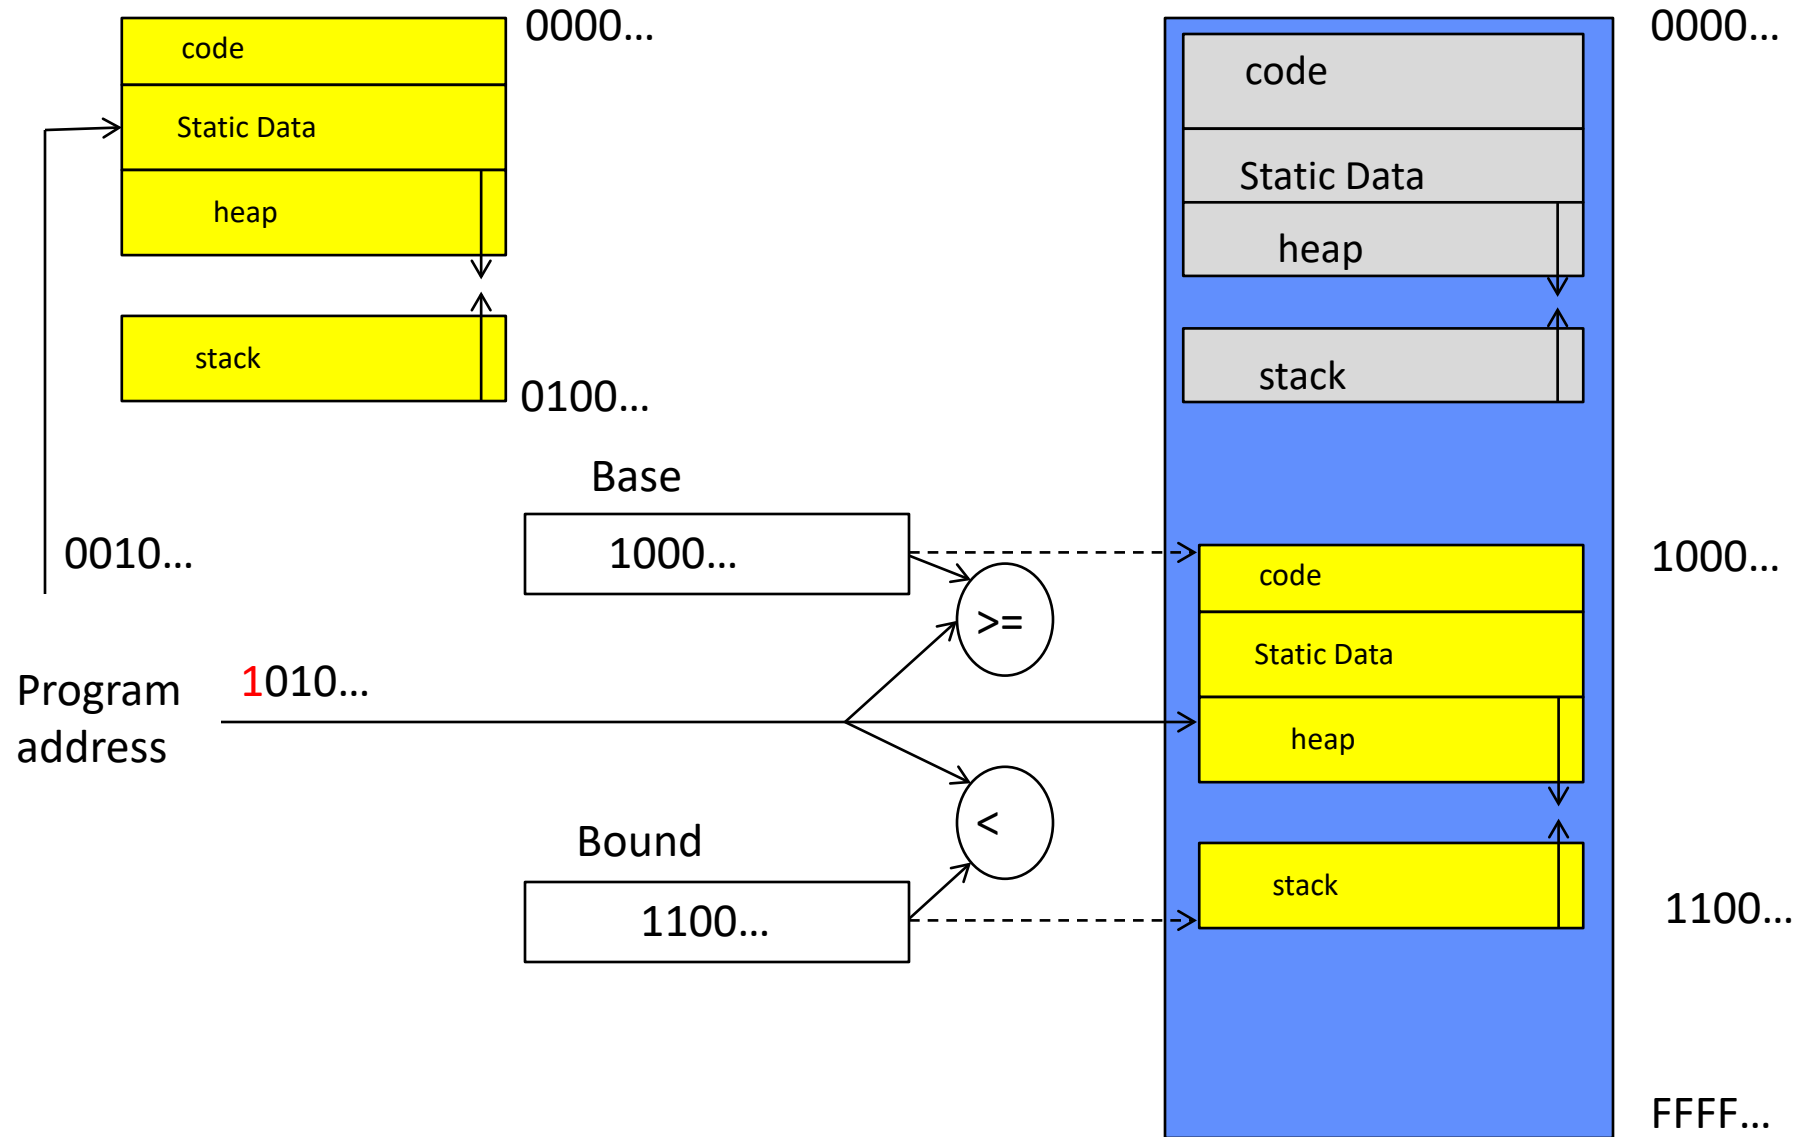 code
Static Data
heap
stack
0000...
0100...
0010...
Base
1000...
>=
Program
address
1010...
<
Bound
1100...
code
Static Data
heap
stack
code
Static Data
heap
stack
0000...
1000...
1100...
FFFF...